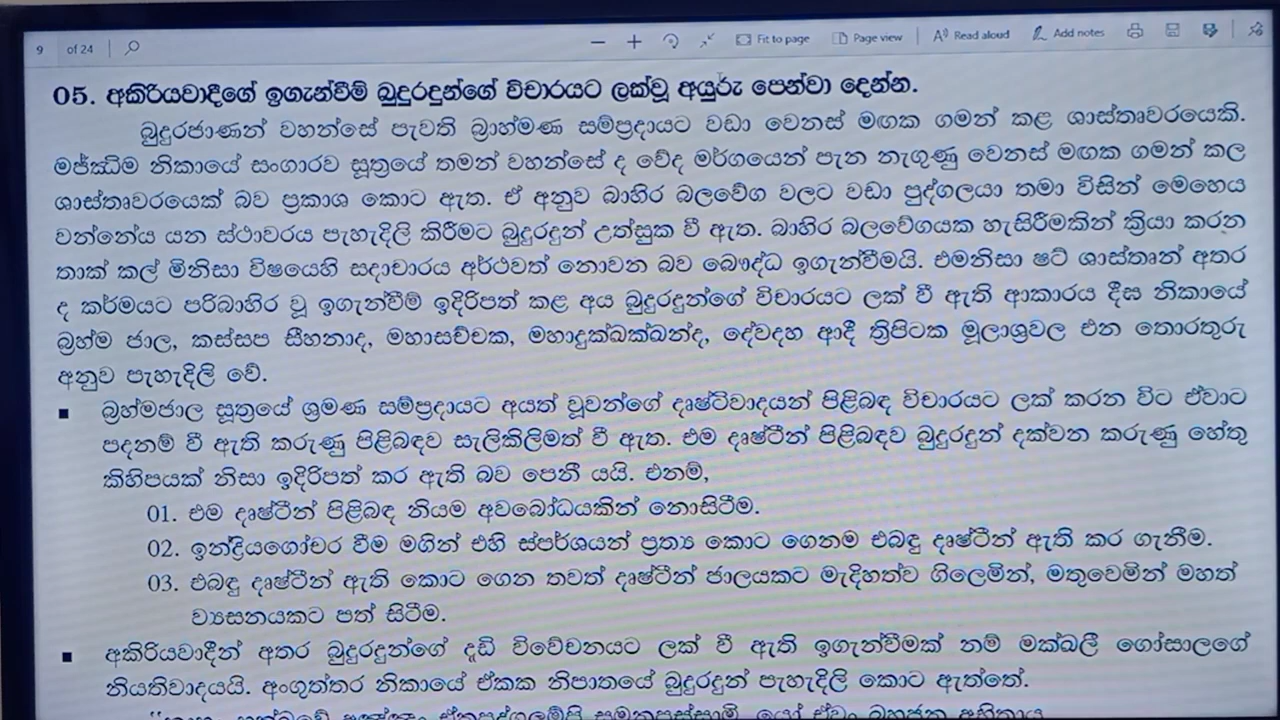 9 of 24 Fit to page Page view Read aloud Add notes
05. අකිරියවාදීගේ ඉගැන්වීම් බුදුරදුන්ගේ විචාරයට ලක්වූ අයුරු පෙන්වා දෙන්න.
බුදුරජාණන් වහන්සේ පැවති බ්‍රාහ්මණ සම්ප්‍රදායට වඩා වෙනස් මඟක ගමන් කළ ශාස්තෘවරයෙකි.
මජ්ඣිම නිකායේ සංගාරව සූත්‍රයේ තමන් වහන්සේ ද වේද මර්ගයෙන් පැන නැගුණු වෙනස් මඟක ගමන් කල
ශාස්තෘවරයෙක් බව ප්‍රකාශ කොට ඇත. ඒ අනුව බාහිර බලවේග වලට වඩා පුද්ගලයා තමා විසින් මෙහෙය
වන්නේය යන ස්ථාවරය පැහැදිලි කිරීමට බුදුරදුන් උත්සුක වී ඇත. බාහිර බලවේගයක හැසිරීමකින් ක්‍රියා කරන
තාක් කල් මිනිසා විෂයෙහි සදාචාරය අර්ථවත් නොවන බව බෞද්ධ ඉගැන්වීමයි. එමනිසා ෂට් ශාස්තෘන් අතර
ද කර්මයට පරිබාහිර වූ ඉගැන්වීම් ඉදිරිපත් කළ අය බුදුරදුන්ගේ විචාරයට ලක් වී ඇති ආකාරය දීඝ නිකායේ
බ්‍රහ්ම ජාල, කස්සප සීහනාද, මහාසච්චක, මහාදුක්ඛක්ඛන්ද, දේවදහ ආදී ත්‍රිපිටක මූලාශ්‍රවල එන තොරතුරු
අනුව පැහැදිලි වේ.
▪ බ්‍රහ්මජාල සූත්‍රයේ ශ්‍රමණ සම්ප්‍රදායට අයත් වූවන්ගේ දෘෂ්ටිවාදයන් පිළිබඳ විචාරයට ලක් කරන විට ඒවාට
පදනම් වී ඇති කරුණු පිළිබඳව සැලිකිලිමත් වී ඇත. එම දෘෂ්ටීන් පිළිබඳව බුදුරදුන් දක්වන කරුණු හේතු
කිහිපයක් නිසා ඉදිරිපත් කර ඇති බව පෙනී යයි. එනම්,
01. එම දෘෂ්ටීන් පිළිබඳ නියම අවබෝධයකින් නොසිටීම.
02. ඉන්ද්‍රියගෝචර වීම මගින් එහි ස්පර්ශයන් ප්‍රත්‍ය කොට ගෙනම එබඳු දෘෂ්ටීන් ඇති කර ගැනීම.
03. එබඳු දෘෂ්ටීන් ඇති කොට ගෙන තවත් දෘෂ්ටීන් ජාලයකට මැදිහත්ව ගිලෙමින්, මතුවෙමින් මහත්
ව්‍යසනයකට පත් සිටීම.
▪ අකිරියවාදීන් අතර බුදුරදුන්ගේ දැඩි විවේචනයට ලක් වී ඇති ඉගැන්වීමක් නම් මක්ඛලී ගෝසාලගේ
නියතිවාදයයි. අංගුත්තර නිකායේ ඒකක නිපාතයේ බුදුරදුන් පැහැදිලි කොට ඇත්තේ.